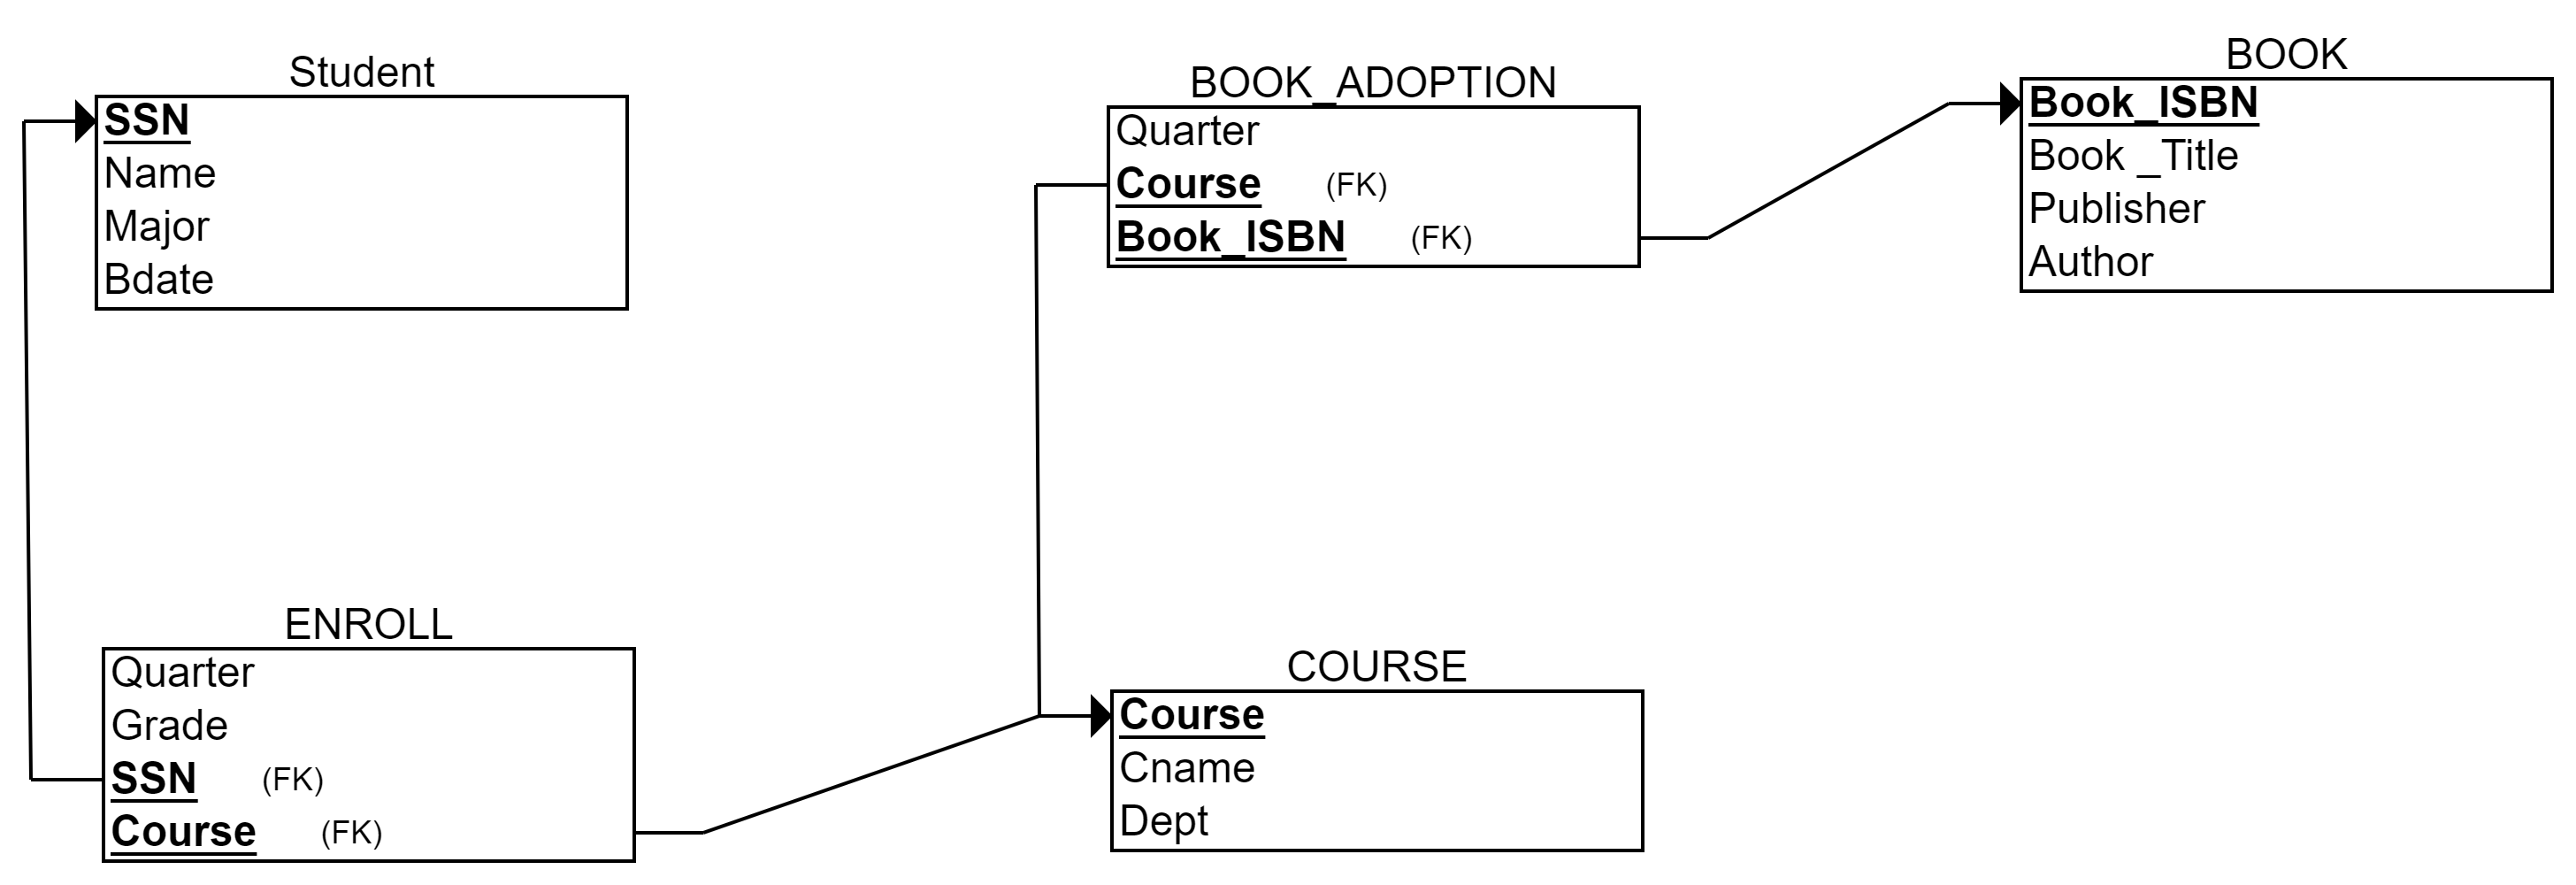 Student
SSN
Name
Major
Bdate
BOOK_ADOPTION
Quarter
Course (FK)
Book_ISBN (FK)
BOOK
Book_ISBN
Book _Title
Publisher
Author
ENROLL
Quarter
Grade
SSN (FK)
Course (FK)
COURSE
Course
Cname
Dept